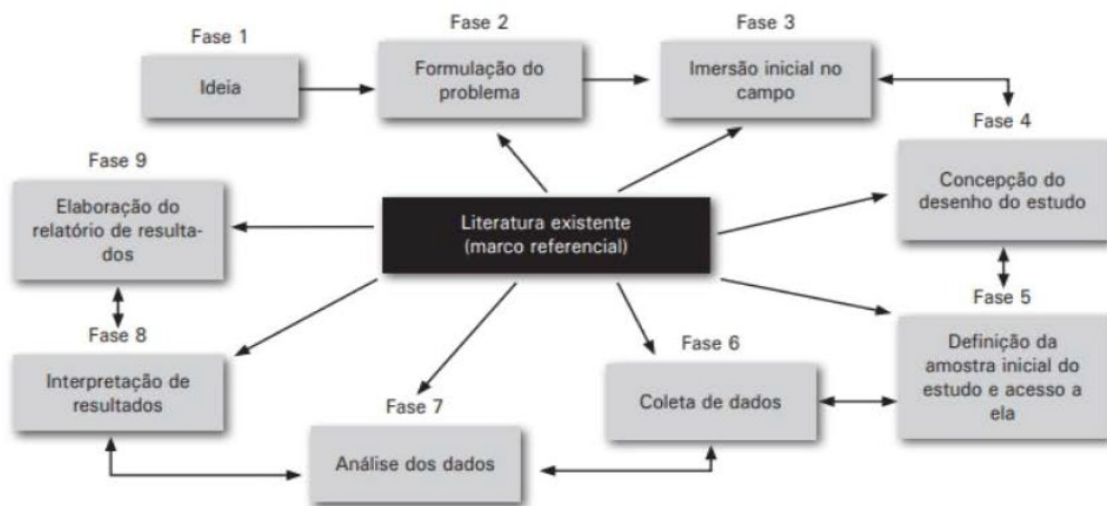 Fase 1
Ideia
Fase 2
Formulação do
problema
Fase 3
Imersão inicial no
campo
Fase 4
Concepção do
desenho do estudo
Fase 9
Elaboração do
relatório de resulta-
dos
Literatura existente
(marco referencial)
Fase 5
Definição da
amostra inicial do
estudo e acesso a
ela
Fase 8
Interpretação de
resultados
Fase 6
Coleta de dados
Fase 7
Análise dos dados